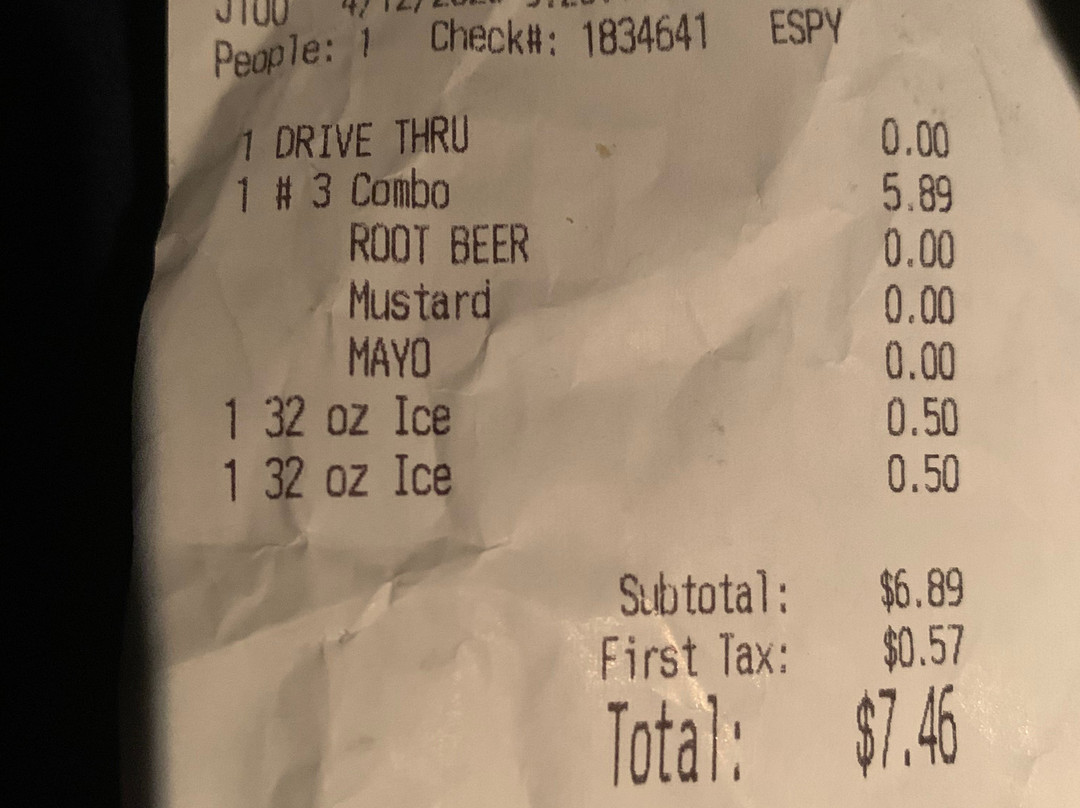 J100
People: 1 Check#: 1834641 ESPY
1 DRIVE THRU 0.00
1 # 3 Combo 5.89
ROOT BEER 0.00
Mustard 0.00
MAYO 0.00
1 32 oz Ice 0.50
1 32 oz Ice 0.50
Subtotal: $6.89
First Tax: $0.57
Total: $7.46